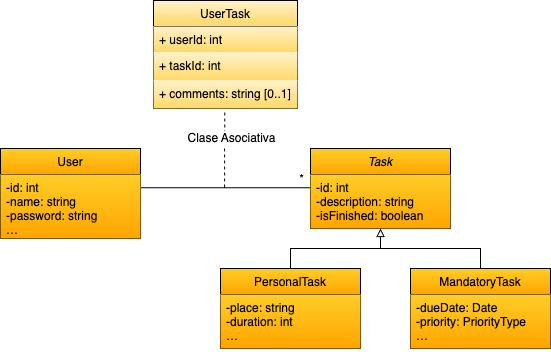 UserTask
+ userId: int
+ taskId: int
+ comments: string [0..1]
Clase Asociativa
User
-id: int
-name: string
-password: string
...
*
Task
-id: int
-description: string
-isFinished: boolean
PersonalTask
-place: string
-duration: int
...
MandatoryTask
-dueDate: Date
-priority: PriorityType
...